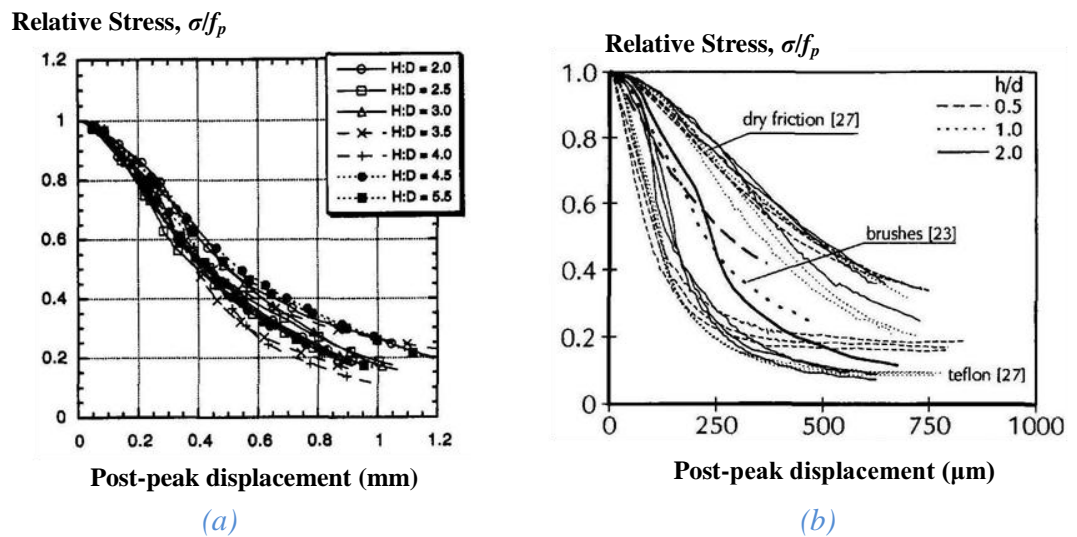 Relative Stress, σ/fp
1.2
1
0.8
0.6
0.4
0.2
0
0
0.2
0.4
0.6
0.8
1
1.2
H:D = 2.0
H:D = 2.5
H:D = 3.0
H:D = 3.5
H:D = 4.0
H:D = 4.5
H:D = 5.5
Post-peak displacement (mm)
(a)
Relative Stress, σ/fp
1.0
0.8
0.6
0.4
0.2
0
0
250
500
750
1000
h/d
0.5
1.0
2.0
dry friction [27]
brushes [23]
teflon [27]
Post-peak displacement (µm)
(b)